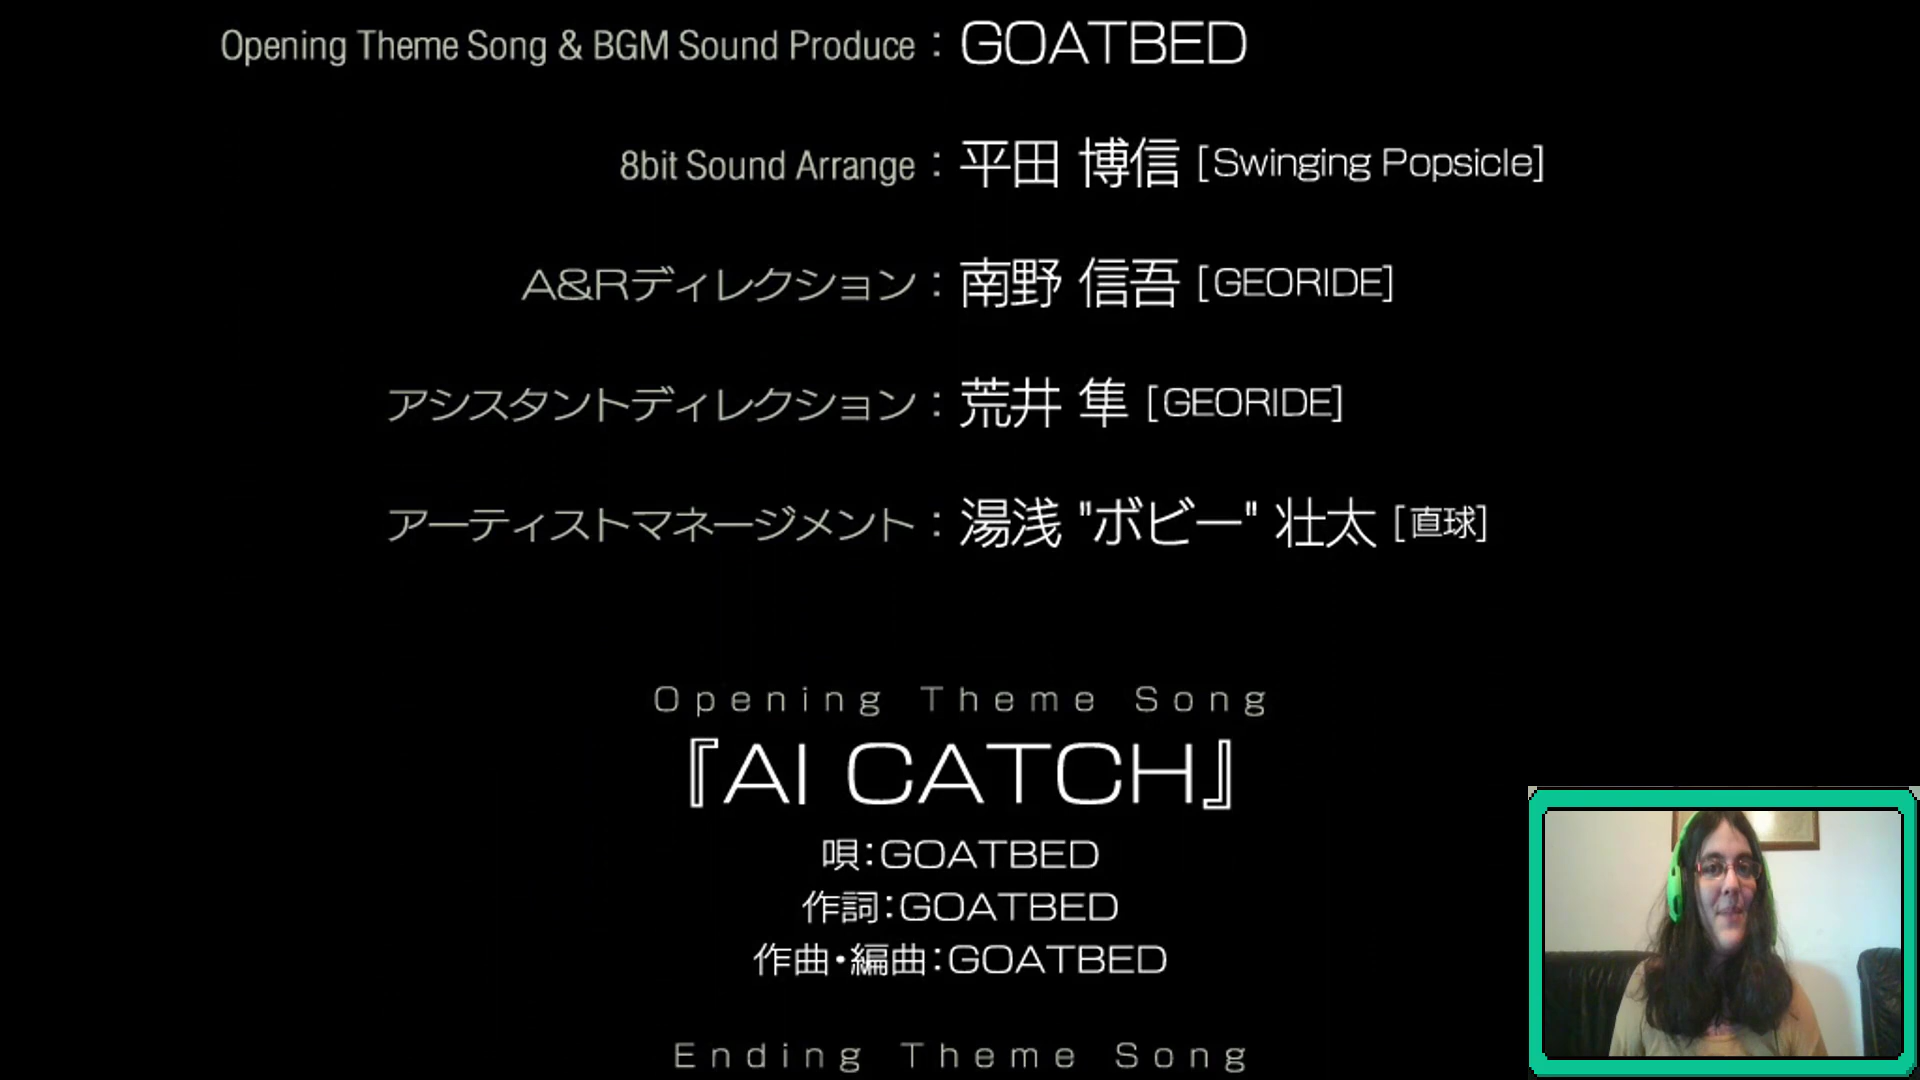 Opening Theme Song & BGM Sound Produce：GOATBED
8bit Sound Arrange：平田 博信 [Swinging Popsicle]
A&Rディレクション：南野 信吾 [GEORIDE]
アシスタントディレクション：荒井 隼 [GEORIDE]
アーティストマネージメント：湯浅 "ボビー" 壮太 [直球]
Opening Theme Song
『AI CATCH』
唄：GOATBED
作詞：GOATBED
作曲・編曲：GOATBED
Ending Theme Song